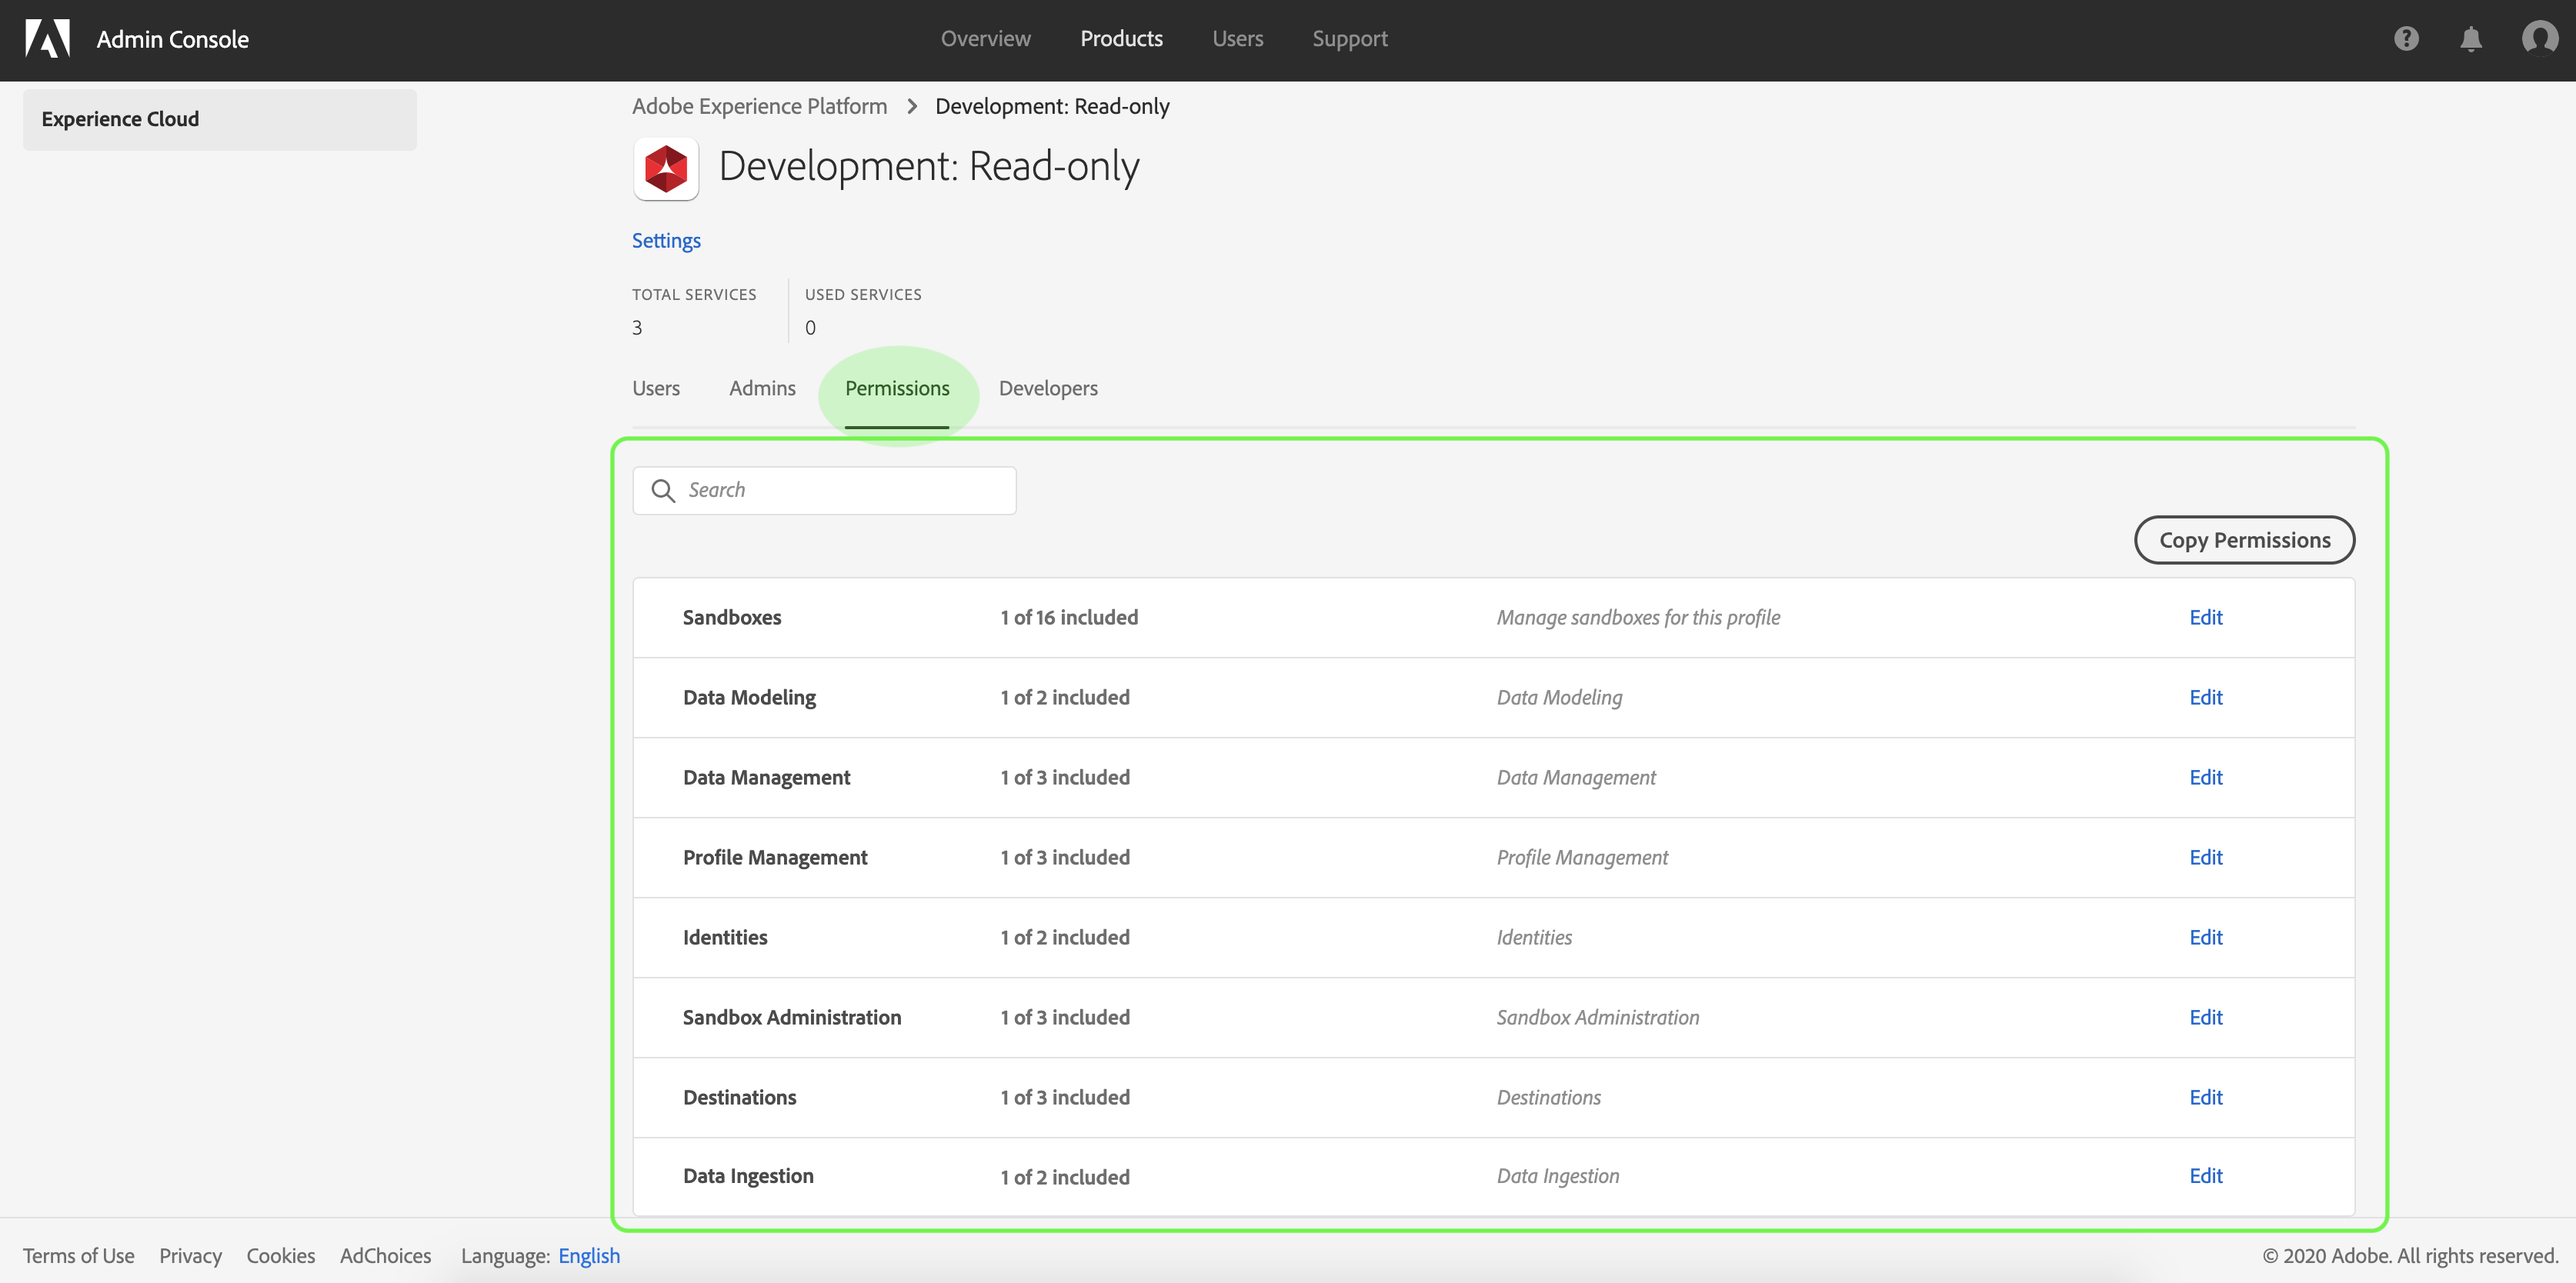 Admin Console
Overview Products Users Support
Experience Cloud
Adobe Experience Platform > Development: Read-only
Development: Read-only
Settings
TOTAL SERVICES USED SERVICES
3 0
Users Admins Permissions Developers
Search
Copy Permissions
Sandboxes 1 of 16 included Manage sandboxes for this profile Edit
Data Modeling 1 of 2 included Data Modeling Edit
Data Management 1 of 3 included Data Management Edit
Profile Management 1 of 3 included Profile Management Edit
Identities 1 of 2 included Identities Edit
Sandbox Administration 1 of 3 included Sandbox Administration Edit
Destinations 1 of 3 included Destinations Edit
Data Ingestion 1 of 2 included Data Ingestion Edit
Terms of Use Privacy Cookies AdChoices Language: English © 2020 Adobe. All rights reserved.